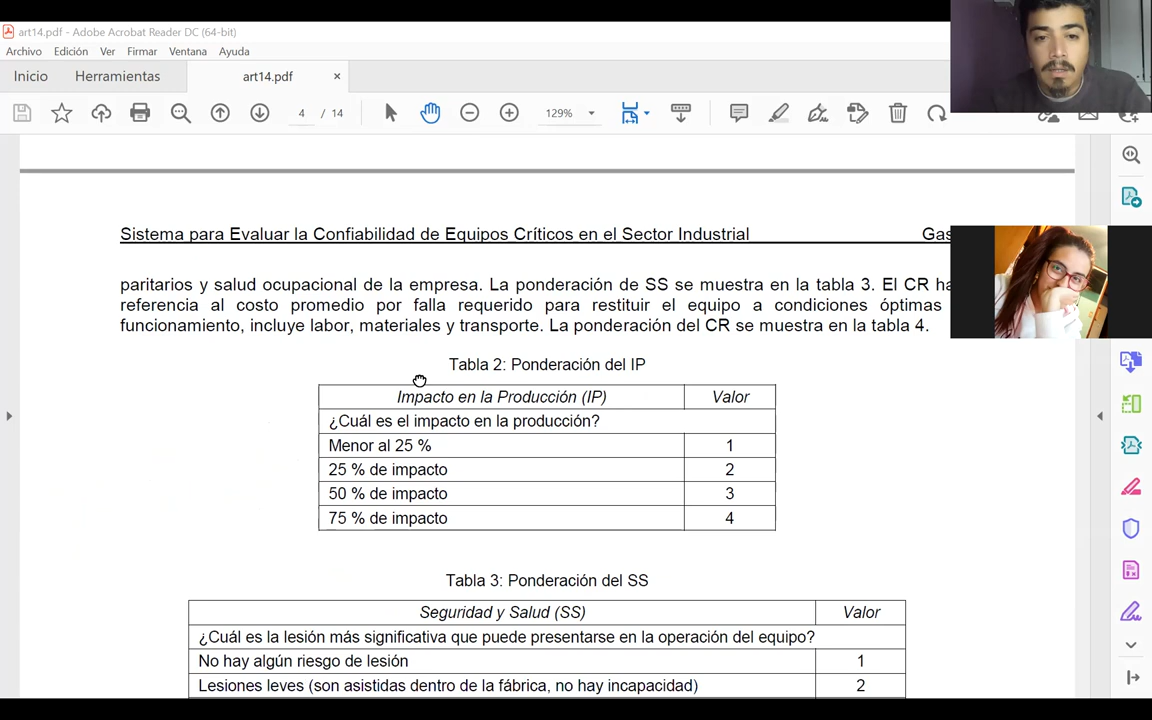 art14.pdf - Adobe Acrobat Reader DC (64-bit)
Archivo Edición Ver Firmar Ventana Ayuda
Inicio Herramientas art14.pdf ×
4 / 14 129%
Sistema para Evaluar la Confiabilidad de Equipos Críticos en el Sector Industrial Gas
paritarios y salud ocupacional de la empresa. La ponderación de SS se muestra en la tabla 3. El CR ha
referencia al costo promedio por falla requerido para restituir el equipo a condiciones óptimas
funcionamiento, incluye labor, materiales y transporte. La ponderación del CR se muestra en la tabla 4.
Tabla 2: Ponderación del IP
Impacto en la Producción (IP) Valor
¿Cuál es el impacto en la producción?
Menor al 25 % 1
25 % de impacto 2
50 % de impacto 3
75 % de impacto 4
Tabla 3: Ponderación del SS
Seguridad y Salud (SS) Valor
¿Cuál es la lesión más significativa que puede presentarse en la operación del equipo?
No hay algún riesgo de lesión 1
Lesiones leves (son asistidas dentro de la fábrica, no hay incapacidad) 2